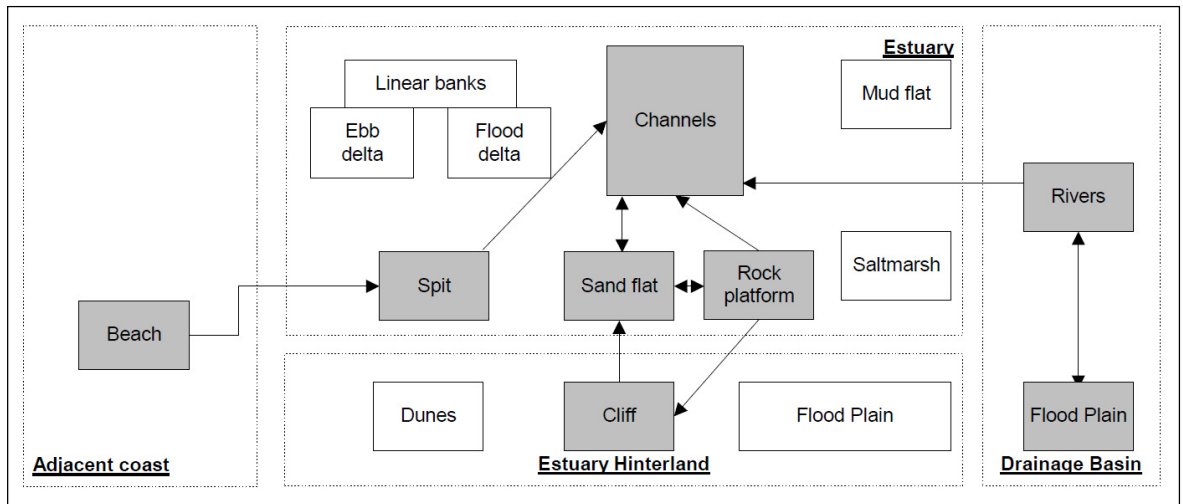 Estuary
Linear banks
Ebb
delta
Flood
delta
Channels
Mud flat
Rivers
Spit
Sand flat
Rock
platform
Saltmarsh
Beach
Dunes
Cliff
Flood Plain
Flood Plain
Adjacent coast
Estuary Hinterland
Drainage Basin